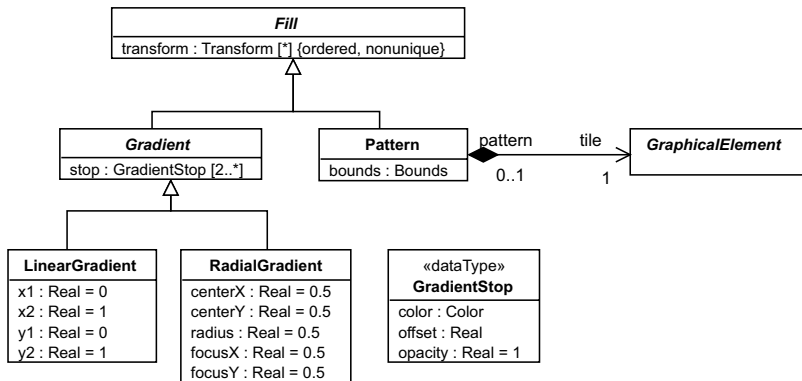 Fill
transform : Transform [*] {ordered, nonunique}
Gradient
stop : GradientStop [2..*]
Pattern
bounds : Bounds
pattern
tile
0..1
1
GraphicalElement
LinearGradient
x1 : Real = 0
x2 : Real = 1
y1 : Real = 0
y2 : Real = 1
RadialGradient
centerX : Real = 0.5
centerY : Real = 0.5
radius : Real = 0.5
focusX : Real = 0.5
focusY : Real = 0.5
«dataType»
GradientStop
color : Color
offset : Real
opacity : Real = 1